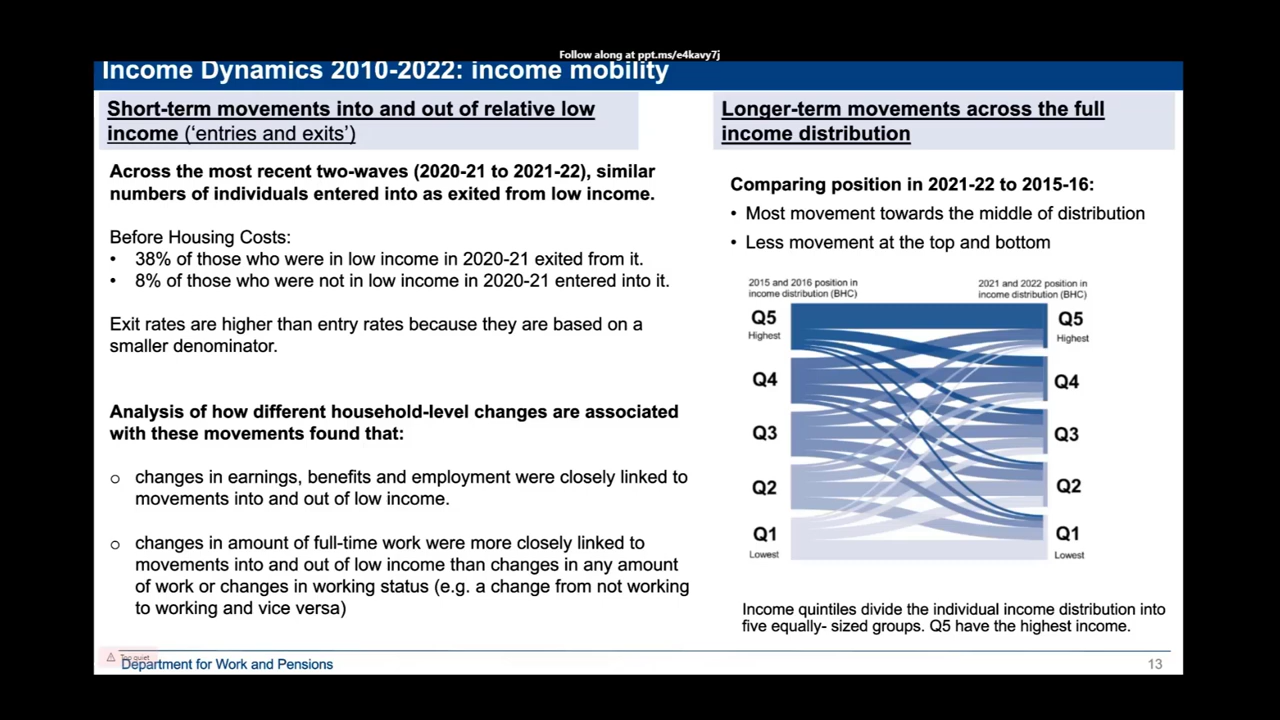 Follow along at ppt.ms/e4kavy7j
Income Dynamics 2010-2022: income mobility
Short-term movements into and out of relative low
income (‘entries and exits’)
Across the most recent two-waves (2020-21 to 2021-22), similar
numbers of individuals entered into as exited from low income.
Before Housing Costs:
• 38% of those who were in low income in 2020-21 exited from it.
• 8% of those who were not in low income in 2020-21 entered into it.
Exit rates are higher than entry rates because they are based on a
smaller denominator.
Analysis of how different household-level changes are associated
with these movements found that:
o changes in earnings, benefits and employment were closely linked to
movements into and out of low income.
o changes in amount of full-time work were more closely linked to
movements into and out of low income than changes in any amount
of work or changes in working status (e.g. a change from not working
to working and vice versa)
Longer-term movements across the full
income distribution
Comparing position in 2021-22 to 2015-16:
• Most movement towards the middle of distribution
• Less movement at the top and bottom
2015 and 2016 position in
income distribution (BHC)
2021 and 2022 position in
income distribution (BHC)
Q5
Highest
Q4
Q3
Q2
Q1
Lowest
Q5
Highest
Q4
Q3
Q2
Q1
Lowest
Income quintiles divide the individual income distribution into
five equally- sized groups. Q5 have the highest income.
Too quiet
Department for Work and Pensions
13